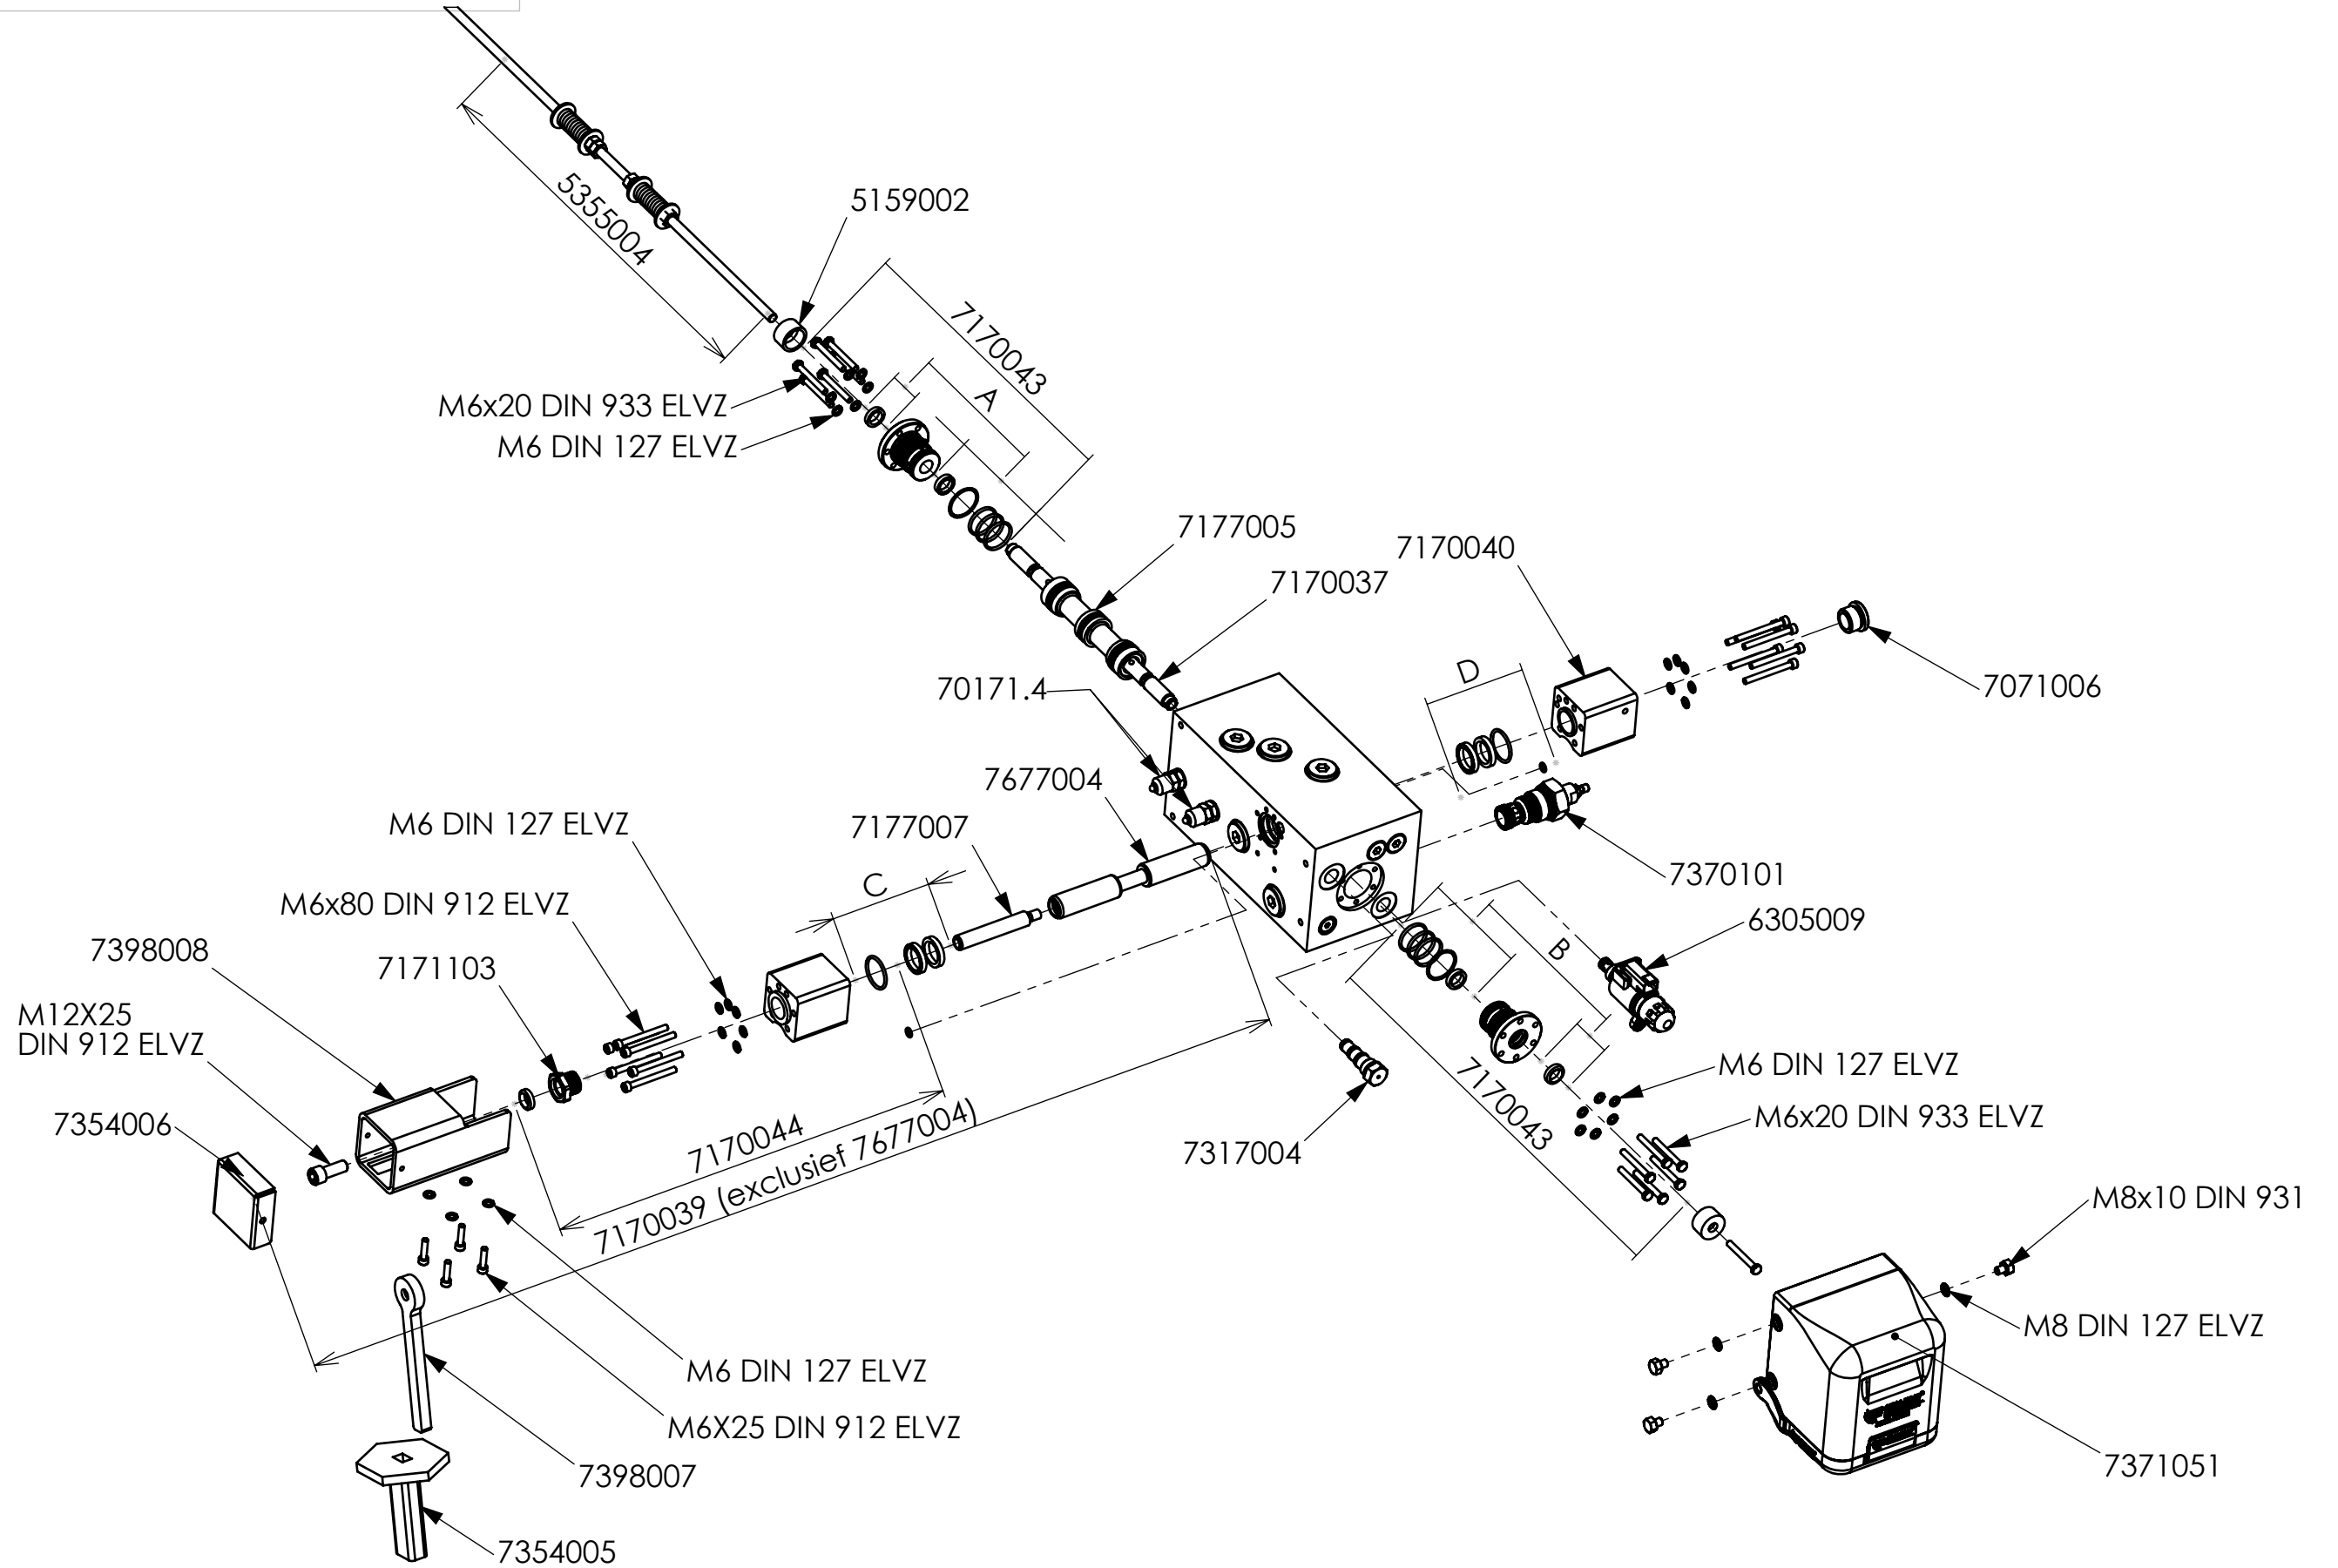 5355004
5159002
7170043
A
M6x20 DIN 933 ELVZ
M6 DIN 127 ELVZ
7177005
7170040
7170037
D
70171.4
7071006
7677004
M6 DIN 127 ELVZ
7177007
7370101
C
M6x80 DIN 912 ELVZ
6305009
7398008
7171103
B
M12X25
DIN 912 ELVZ
M6 DIN 127 ELVZ
7354006
7170044
7170039 (exclusief 7677004)
7317004
7170043
M6x20 DIN 933 ELVZ
M8x10 DIN 931
M8 DIN 127 ELVZ
M6 DIN 127 ELVZ
M6X25 DIN 912 ELVZ
7398007
7371051
7354005